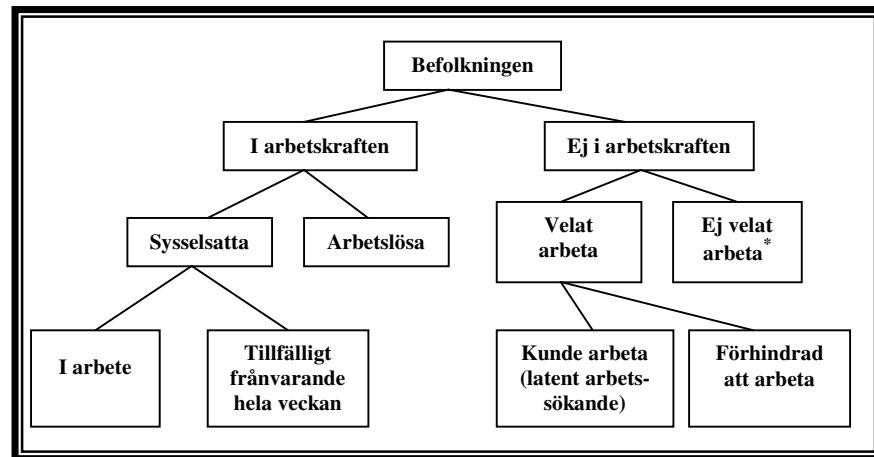 Befolkningen
I arbetskraften
Ej i arbetskraften
Sysselsatta
Arbetslösa
Velat
arbeta
Ej velat
arbeta*
I arbete
Tillfälligt
frånvarande
hela veckan
Kunde arbeta
(latent arbets-
sökande)
Förhindrad
att arbeta